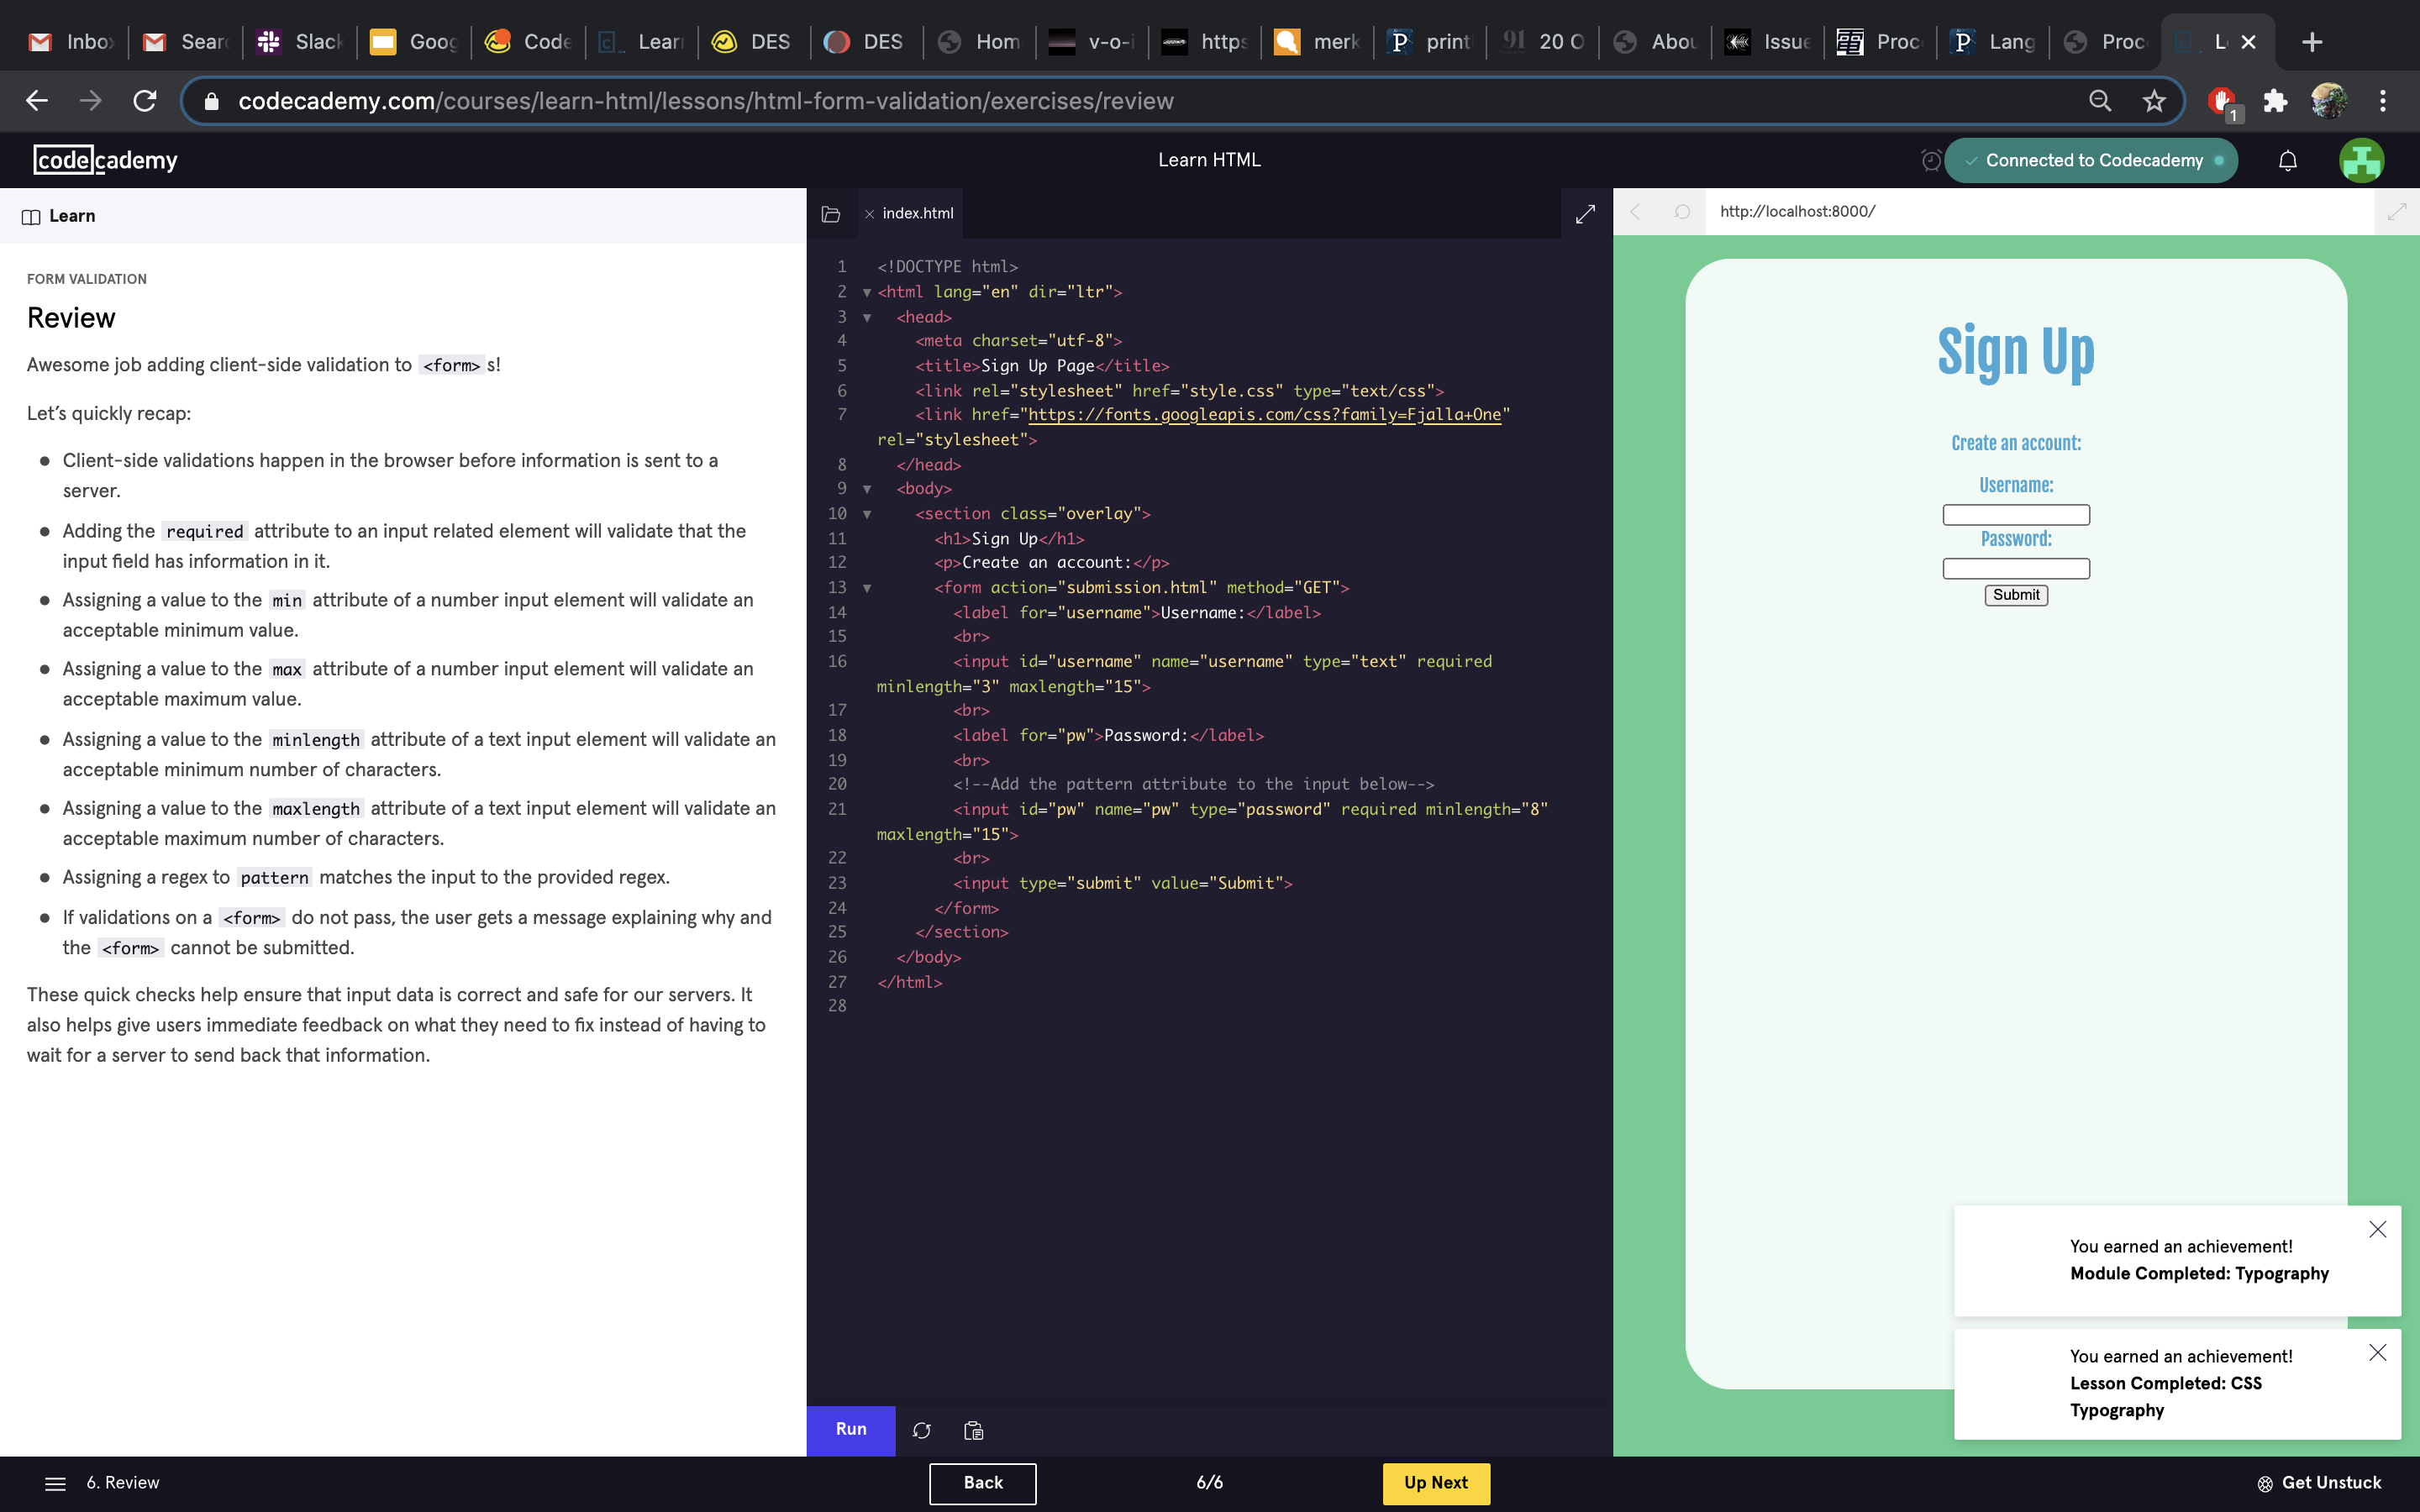 Inbo
Sear
Slack
Goog
Code
Lear
DES
DES
Hom
v-o-i
https
merk
print
91 20 O
Abou
Issue
Proc
Lang
Proc
L
codecademy.com/courses/learn-html/lessons/html-form-validation/exercises/review
1
codecademy
Learn HTML
Connected to Codecademy
Learn
FORM VALIDATION
Review
Awesome job adding client-side validation to <form> s!
Let’s quickly recap:
Client-side validations happen in the browser before information is sent to a
server.
Adding the required attribute to an input related element will validate that the
input field has information in it.
Assigning a value to the min attribute of a number input element will validate an
acceptable minimum value.
Assigning a value to the max attribute of a number input element will validate an
acceptable maximum value.
Assigning a value to the minlength attribute of a text input element will validate an
acceptable minimum number of characters.
Assigning a value to the maxlength attribute of a text input element will validate an
acceptable maximum number of characters.
Assigning a regex to pattern matches the input to the provided regex.
If validations on a <form> do not pass, the user gets a message explaining why and
the <form> cannot be submitted.
These quick checks help ensure that input data is correct and safe for our servers. It
also helps give users immediate feedback on what they need to fix instead of having to
wait for a server to send back that information.
index.html
1 <!DOCTYPE html>
2 <html lang="en" dir="ltr">
3 <head>
4 <meta charset="utf-8">
5 <title>Sign Up Page</title>
6 <link rel="stylesheet" href="style.css" type="text/css">
7 <link href="https://fonts.googleapis.com/css?family=Fjalla+One"
rel="stylesheet">
8 </head>
9 <body>
10 <section class="overlay">
11 <h1>Sign Up</h1>
12 <p>Create an account:</p>
13 <form action="submission.html" method="GET">
14 <label for="username">Username:</label>
15 <br>
16 <input id="username" name="username" type="text" required
minlength="3" maxlength="15">
17 <br>
18 <label for="pw">Password:</label>
19 <br>
20 <!--Add the pattern attribute to the input below-->
21 <input id="pw" name="pw" type="password" required minlength="8"
maxlength="15">
22 <br>
23 <input type="submit" value="Submit">
24 </form>
25 </section>
26 </body>
27 </html>
28
http://localhost:8000/
Sign Up
Create an account:
Username:
Password:
Submit
You earned an achievement!
Module Completed: Typography
You earned an achievement!
Lesson Completed: CSS
Typography
Run
6. Review
Back
6/6
Up Next
Get Unstuck